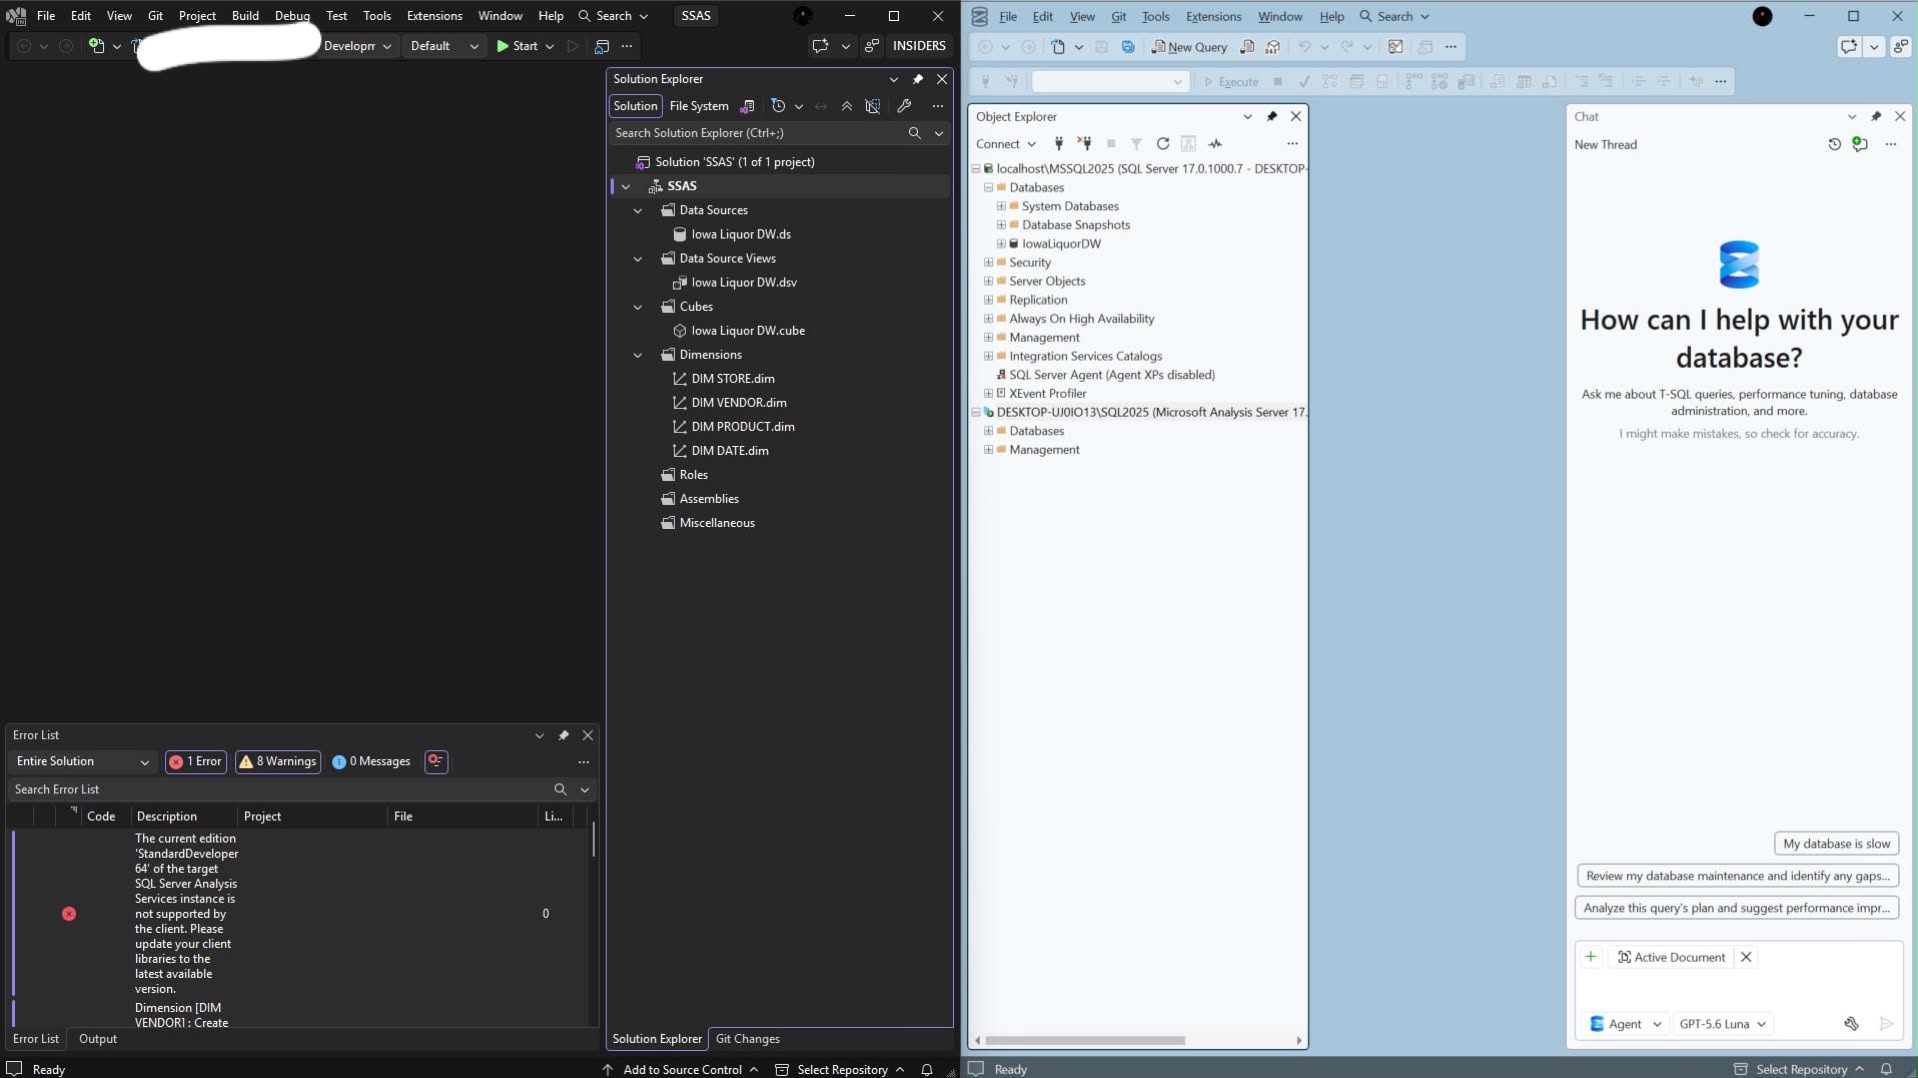 File Edit View Git Project Build Debug Test Tools Extensions Window Help Search SSAS
Developm Default Start INSIDERS
Solution Explorer
Solution File System
Search Solution Explorer (Ctrl+;)
Solution 'SSAS' (1 of 1 project)
SSAS
Data Sources
Iowa Liquor DW.ds
Data Source Views
Iowa Liquor DW.dsv
Cubes
Iowa Liquor DW.cube
Dimensions
DIM STORE.dim
DIM VENDOR.dim
DIM PRODUCT.dim
DIM DATE.dim
Roles
Assemblies
Miscellaneous
Error List
Entire Solution 1 Error 8 Warnings 0 Messages
Search Error List
Code Description Project File Li...
The current edition
'StandardDeveloper
64' of the target
SQL Server Analysis
Services instance is
not supported by
the client. Please
update your client
libraries to the
latest available
version.
0
Dimension [DIM
VENDOR] : Create
Error List Output
Solution Explorer Git Changes
Ready Add to Source Control Select Repository
File Edit View Git Tools Extensions Window Help Search
New Query
Execute
Object Explorer
Connect
localhost\MSSQL2025 (SQL Server 17.0.1000.7 - DESKTOP-
Databases
System Databases
Database Snapshots
IowaLiquorDW
Security
Server Objects
Replication
Always On High Availability
Management
Integration Services Catalogs
SQL Server Agent (Agent XPs disabled)
XEvent Profiler
DESKTOP-UJ0IO13\SQL2025 (Microsoft Analysis Server 17.
Databases
Management
Chat
New Thread
How can I help with your
database?
Ask me about T-SQL queries, performance tuning, database
administration, and more.
I might make mistakes, so check for accuracy.
My database is slow
Review my database maintenance and identify any gaps...
Analyze this query's plan and suggest performance impr...
Active Document
Agent GPT-5.6 Luna
Ready Select Repository